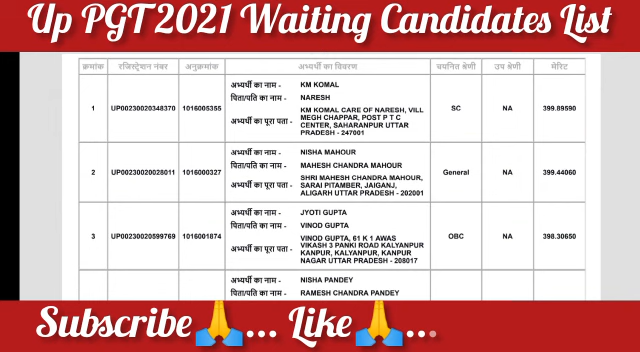 Up PGT 2021 Waiting Candidates List
क्रमांक रजिस्ट्रेशन नंबर अनुक्रमांक अभ्यर्थी का विवरण चयनित श्रेणी उप श्रेणी मेरिट
1 UP00230020348370 1016005355 अभ्यर्थी का नाम - KM KOMAL SC NA 399.89590
पिता/पति का नाम - NARESH
अभ्यर्थी का पूरा पता - KM KOMAL CARE OF NARESH, VILL
MEGH CHAPPAR, POST P T C
CENTER, SAHARANPUR UTTAR
PRADESH - 247001
2 UP00230020028011 1016000327 अभ्यर्थी का नाम - NISHA MAHOUR General NA 399.44060
पिता/पति का नाम - MAHESH CHANDRA MAHOUR
अभ्यर्थी का पूरा पता - SHRI MAHESH CHANDRA MAHOUR,
SARAI PITAMBER, JAIGANJ,
ALIGARH UTTAR PRADESH - 202001
3 UP00230020599769 1016001874 अभ्यर्थी का नाम - JYOTI GUPTA OBC NA 398.30650
पिता/पति का नाम - VINOD GUPTA
अभ्यर्थी का पूरा पता - VINOD GUPTA, 61 K 1 AWAS
VIKASH 3 PANKI ROAD KALYANPUR
KANPUR, KALYANPUR, KANPUR
NAGAR UTTAR PRADESH - 208017
अभ्यर्थी का नाम - NISHA PANDEY
पिता/पति का नाम - RAMESH CHANDRA PANDEY
Subscribe🙏... Like🙏...